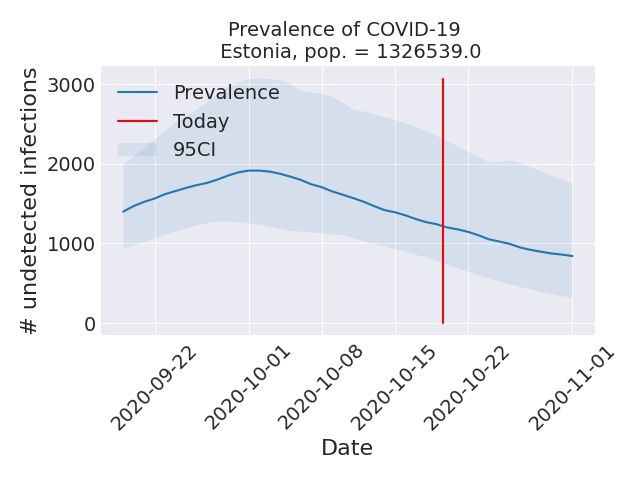 Prevalence of COVID-19
Estonia, pop. = 1326539.0
# undetected infections
3000
2000
1000
0
Prevalence
Today
95CI
2020-09-22
2020-10-01
2020-10-08
2020-10-15
2020-10-22
2020-11-01
Date